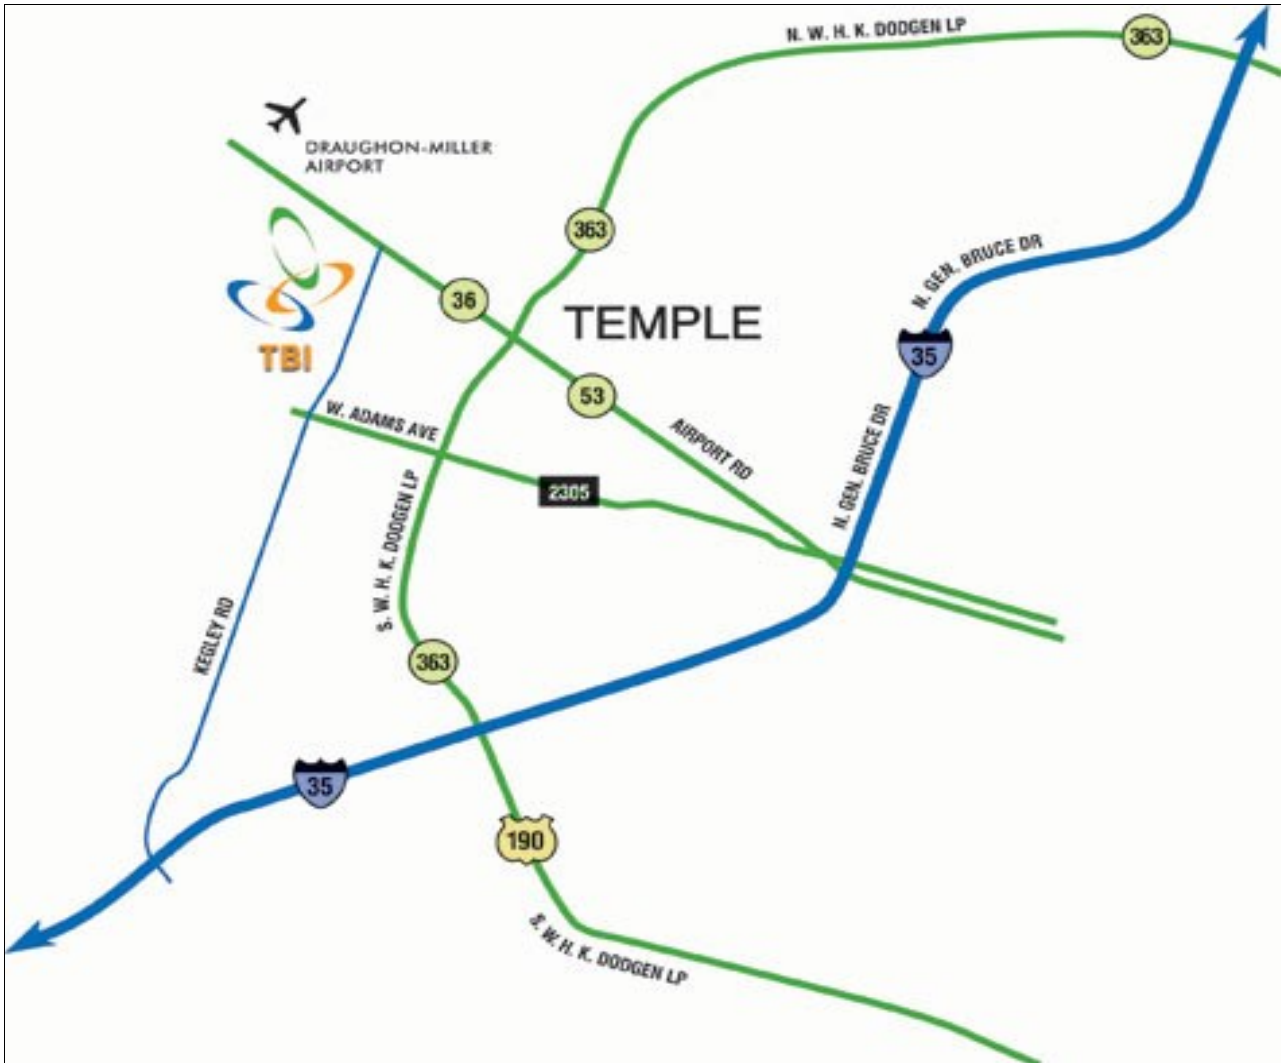 N. W. H. K. DODGEN LP
363
DRAUGHON-MILLER
AIRPORT
363
N. GEN. BRUCE DR
36
TEMPLE
35
TBI
53
W. ADAMS AVE
AIRPORT RD
N. GEN. BRUCE DR
2305
S. W. H. K. DODGEN LP
KEGLEY RD
363
35
190
S. W. H. K. DODGEN LP